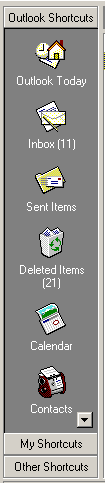 Outlook Shortcuts
Outlook Today
Inbox (11)
Sent Items
Deleted Items
(21)
Calendar
Contacts
My Shortcuts
Other Shortcuts